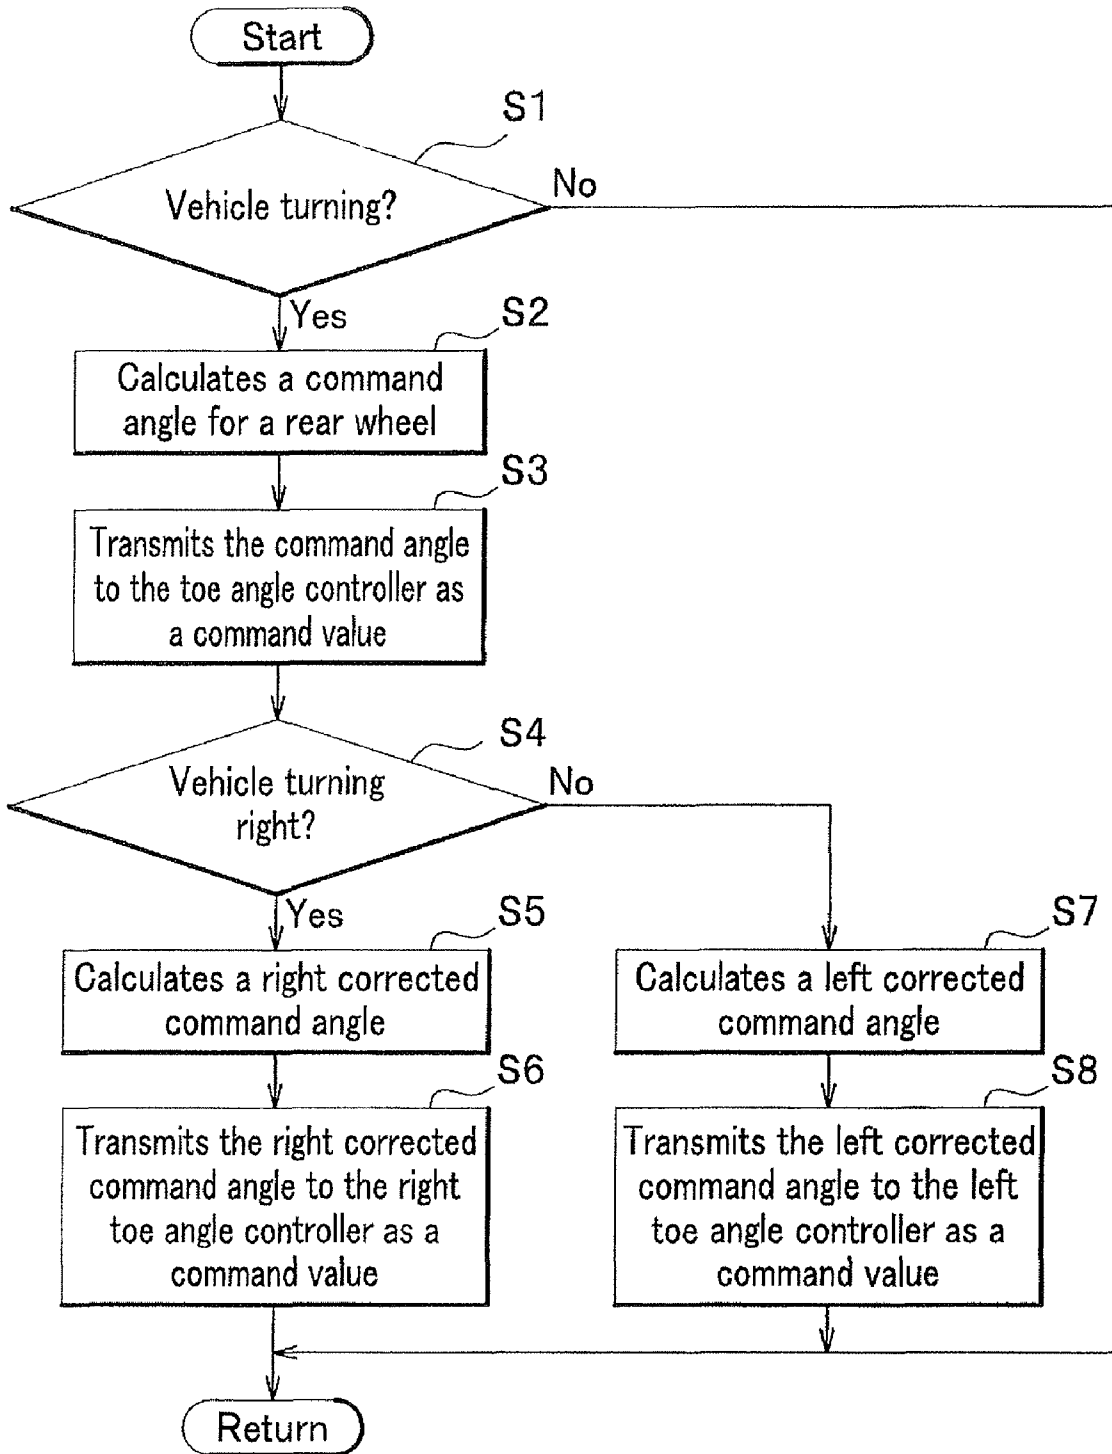 Start
S1
Vehicle turning?
No
Yes
S2
Calculates a command
angle for a rear wheel
S3
Transmits the command angle
to the toe angle controller as
a command value
S4
Vehicle turning
right?
No
Yes
S5
Calculates a right corrected
command angle
S6
Transmits the right corrected
command angle to the right
toe angle controller as a
command value
S7
Calculates a left corrected
command angle
S8
Transmits the left corrected
command angle to the left
toe angle controller as a
command value
Return